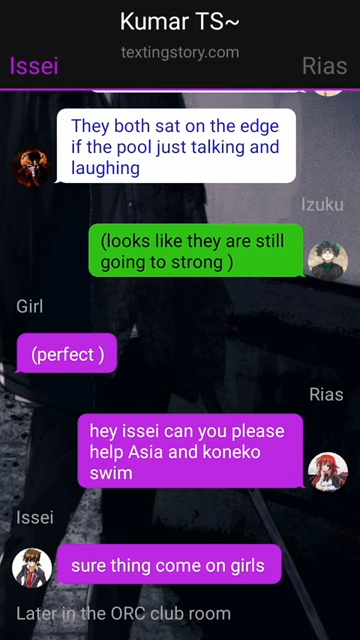 Kumar TS~
textingstory.com
Issei
Rias
They both sat on the edge
if the pool just talking and
laughing
Izuku
(looks like they are still
going to strong )
Girl
(perfect )
Rias
hey issei can you please
help Asia and koneko
swim
Issei
sure thing come on girls
Later in the ORC club room